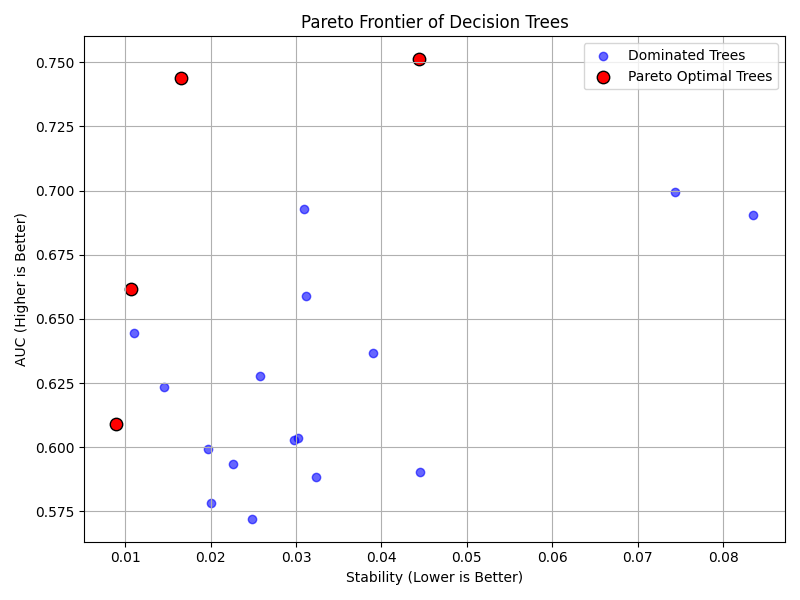 Pareto Frontier of Decision Trees
Dominated Trees
Pareto Optimal Trees
AUC (Higher is Better)
0.750
0.725
0.700
0.675
0.650
0.625
0.600
0.575
0.01 0.02 0.03 0.04 0.05 0.06 0.07 0.08
Stability (Lower is Better)